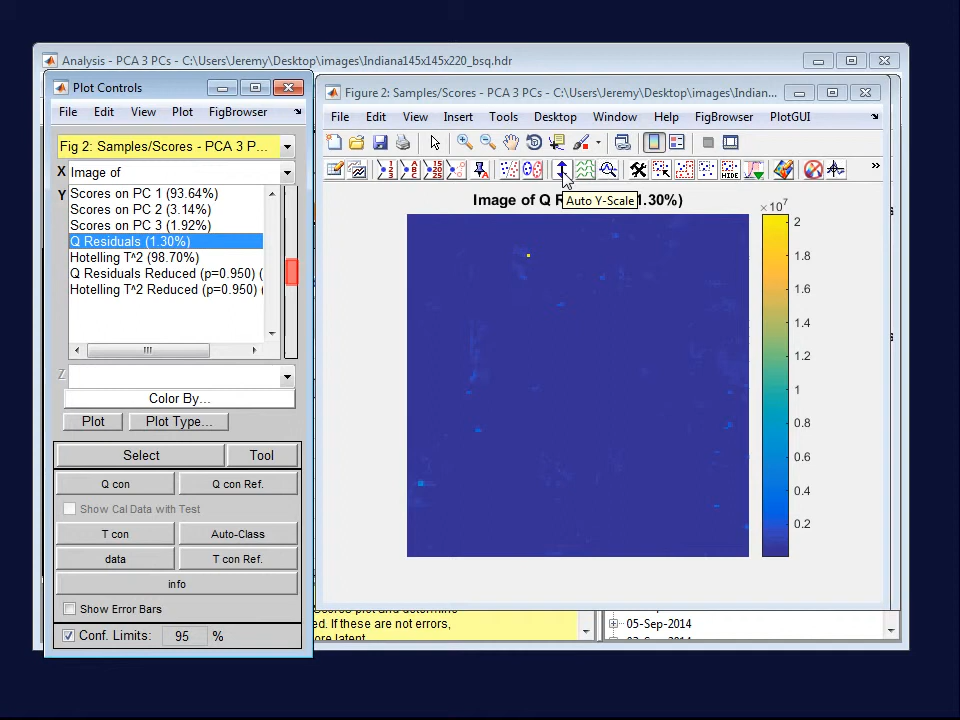 Analysis - PCA 3 PCs - C:\Users\Jeremy\Desktop\images\Indiana145x145x220_bsq.hdr
Plot Controls
File Edit View Plot FigBrowser
Fig 2: Samples/Scores - PCA 3 P...
X Image of
Y
Scores on PC 1 (93.64%)
Scores on PC 2 (3.14%)
Scores on PC 3 (1.92%)
Q Residuals (1.30%)
Hotelling T^2 (98.70%)
Q Residuals Reduced (p=0.950) (
Hotelling T^2 Reduced (p=0.950) (
Z
Color By...
Plot Plot Type...
Select Tool
Q con Q con Ref.
Show Cal Data with Test
T con Auto-Class
data T con Ref.
info
Show Error Bars
Conf. Limits: 95 %
Figure 2: Samples/Scores - PCA 3 PCs - C:\Users\Jeremy\Desktop\images\Indian...
File Edit View Insert Tools Desktop Window Help FigBrowser PlotGUI
HIDE
Auto Y-Scale
Image of Q R 1.30%)
×10⁷
2
1.8
1.6
1.4
1.2
1
0.8
0.6
0.4
0.2
d. If these are not errors,
05-Sep-2014